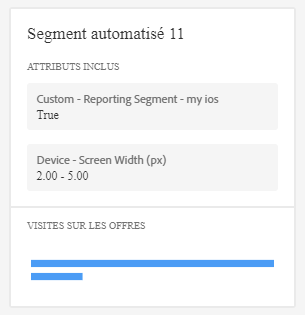 Segment automatisé 11
ATTRIBUTS INCLUS
Custom - Reporting Segment - my ios
True
Device - Screen Width (px)
2.00 - 5.00
VISITES SUR LES OFFRES